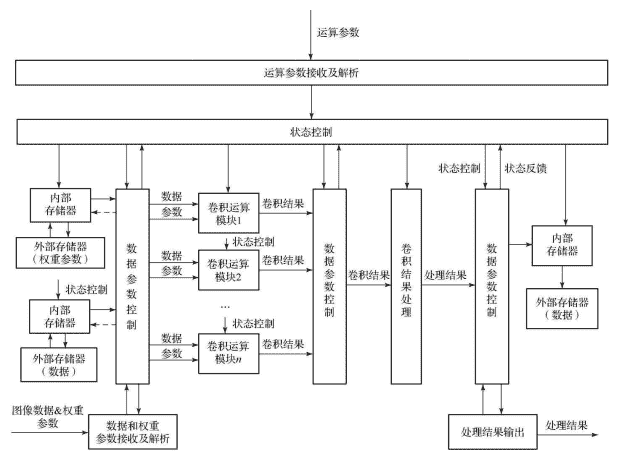 运算参数
运算参数接收及解析
状态控制
状态控制
状态反馈
内部
存储器
外部存储器
(权重参数)
状态控制
内部
存储器
外部存储器
(数据)
数据参数控制
数据
参数
数据
参数
数据
参数
卷积运算
模块1
状态控制
卷积运算
模块2
...
状态控制
卷积运算
模块n
卷积结果
卷积结果
卷积结果
数据参数控制
卷积结果
卷积结果处理
处理结果
数据参数控制
内部
存储器
外部存储器
(数据)
图像数据&权重
参数
数据和权重
参数接收及解析
处理结果输出
处理结果